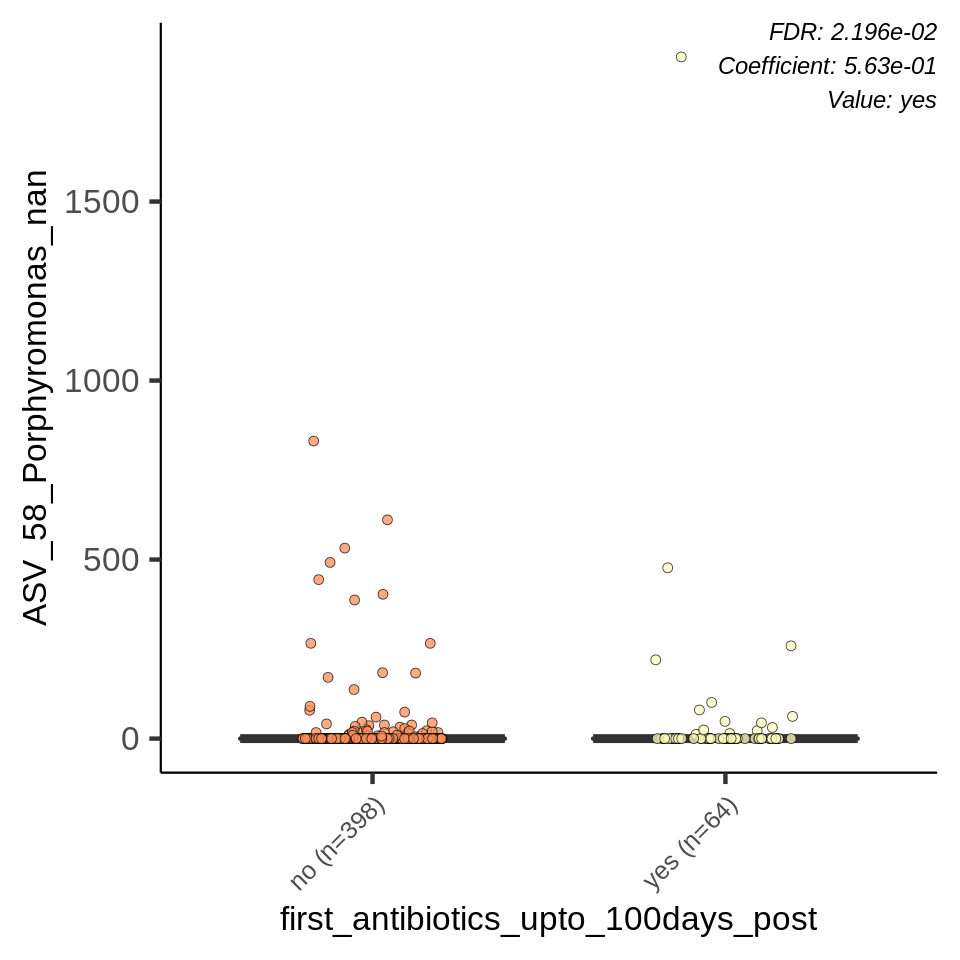 FDR: 2.196e-02
Coefficient: 5.63e-01
Value: yes
ASV_58_Porphyromonas_nan
1500
1000
500
0
no (n=398)
yes (n=64)
first_antibiotics_upto_100days_post